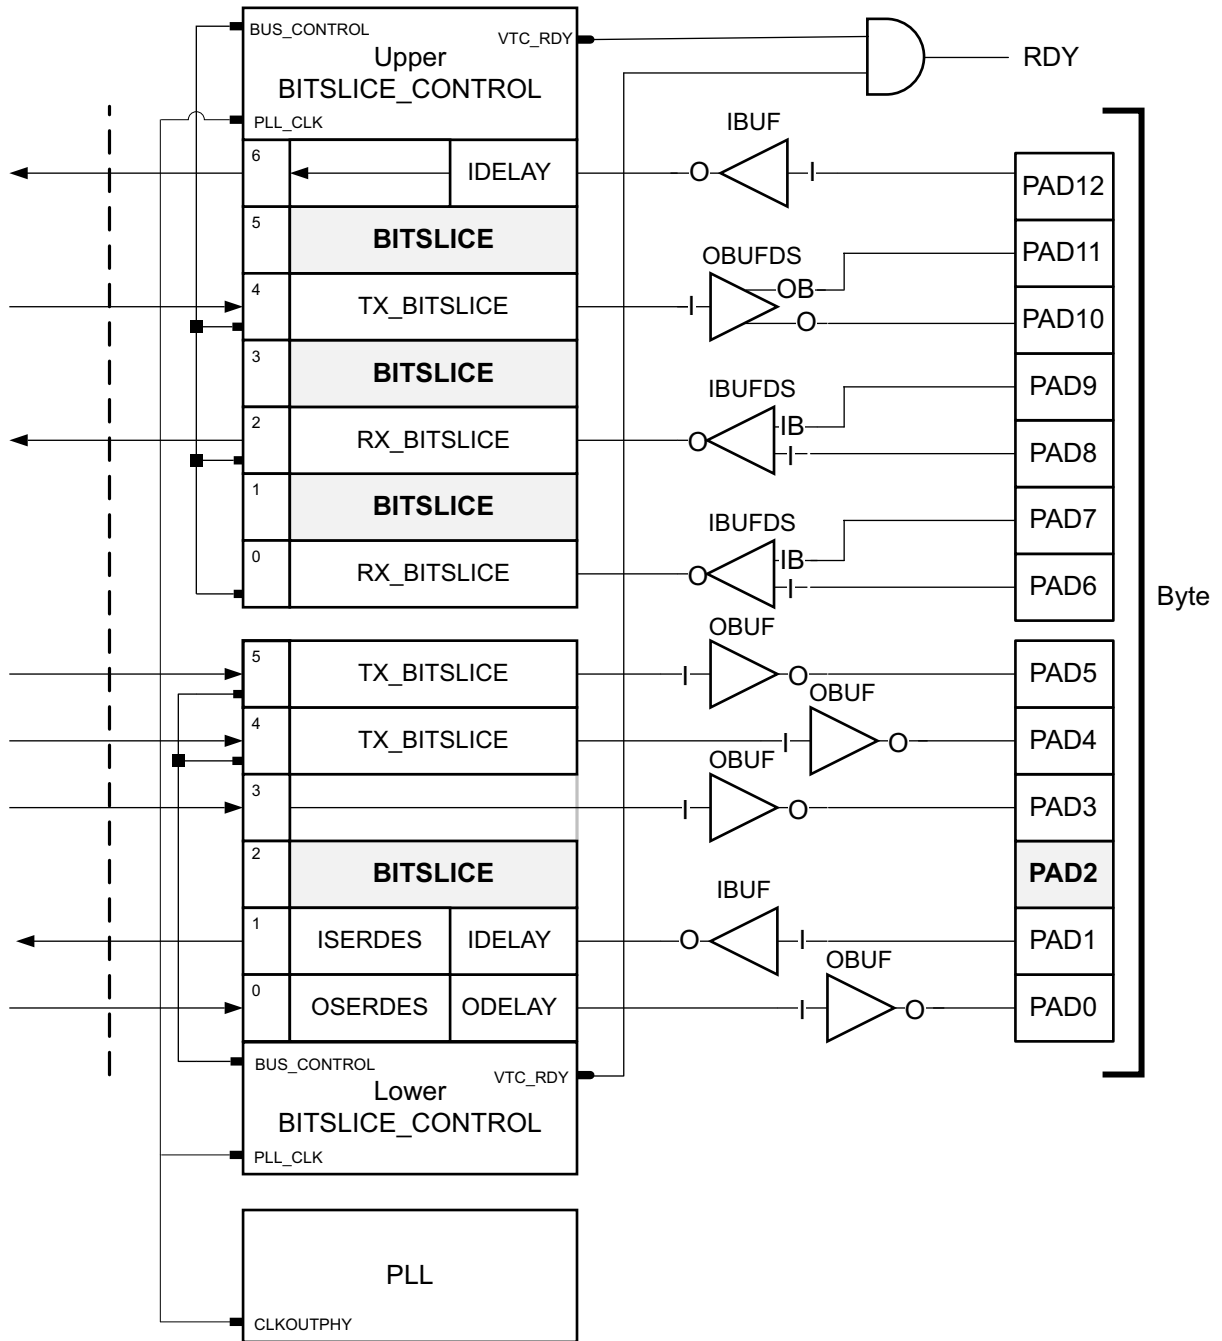 BUS_CONTROL
VTC_RDY
Upper
BITSLICE_CONTROL
PLL_CLK
RDY
IBUF
6
IDELAY
O
I
PAD12
5
BITSLICE
OBUFDS
OB
PAD11
4
TX_BITSLICE
I
O
PAD10
3
BITSLICE
IBUFDS
IB
PAD9
2
RX_BITSLICE
O
I
PAD8
1
BITSLICE
IBUFDS
IB
PAD7
0
RX_BITSLICE
O
I
PAD6
Byte
OBUF
5
TX_BITSLICE
I
O
PAD5
OBUF
4
TX_BITSLICE
I
O
PAD4
OBUF
3
I
O
PAD3
2
BITSLICE
PAD2
IBUF
1
ISERDES
IDELAY
O
I
PAD1
OBUF
0
OSERDES
ODELAY
I
O
PAD0
BUS_CONTROL
VTC_RDY
Lower
BITSLICE_CONTROL
PLL_CLK
PLL
CLKOUTPHY